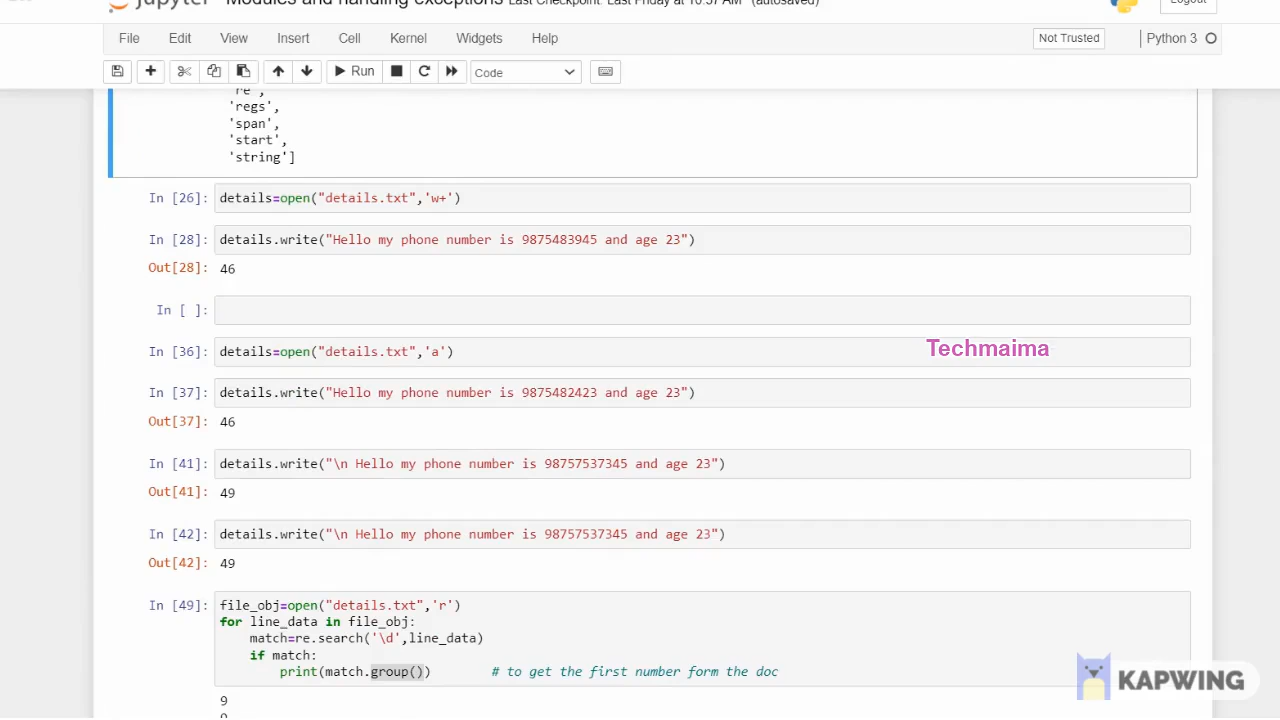 jupyter Modules and handling exceptions Last Checkpoint: Last Friday at 10:37 AM (autosaved) Logout
File Edit View Insert Cell Kernel Widgets Help Not Trusted Python 3
Run Code
're',
'regs',
'span',
'start',
'string']
In [26]: details=open("details.txt",'w+')
In [28]: details.write("Hello my phone number is 9875483945 and age 23")
Out[28]: 46
In [ ]:
In [36]: details=open("details.txt",'a')
Techmaima
In [37]: details.write("Hello my phone number is 9875482423 and age 23")
Out[37]: 46
In [41]: details.write("\n Hello my phone number is 98757537345 and age 23")
Out[41]: 49
In [42]: details.write("\n Hello my phone number is 98757537345 and age 23")
Out[42]: 49
In [49]: file_obj=open("details.txt",'r')
for line_data in file_obj:
match=re.search('\d',line_data)
if match:
print(match.group()) # to get the first number form the doc
9
9
KAPWING